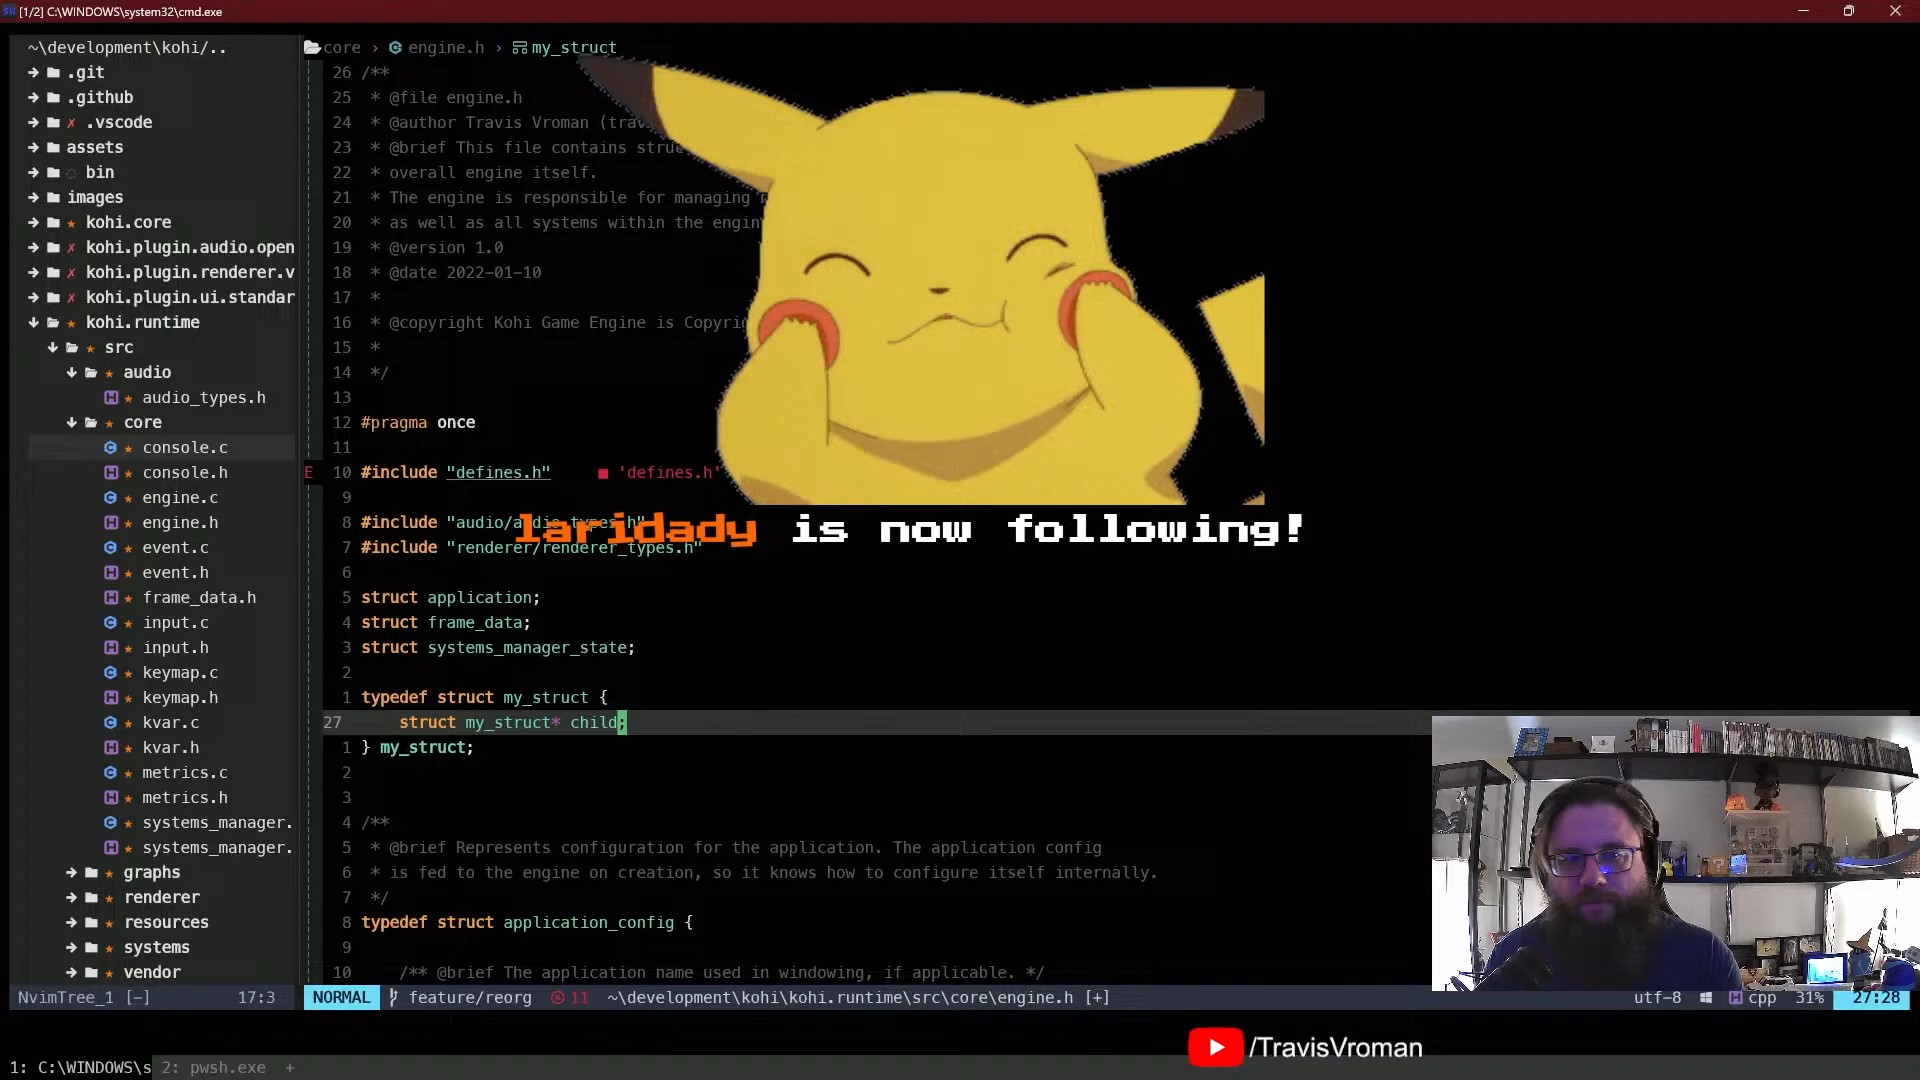 [1/2] C:\WINDOWS\system32\cmd.exe
~\development\kohi/..
.git
.github
✗ .vscode
assets
bin
images
kohi.core
✗ kohi.plugin.audio.open
✗ kohi.plugin.renderer.v
✗ kohi.plugin.ui.standar
kohi.runtime
src
audio
audio_types.h
core
console.c
console.h
engine.c
engine.h
event.c
event.h
frame_data.h
input.c
input.h
keymap.c
keymap.h
kvar.c
kvar.h
metrics.c
metrics.h
systems_manager.
systems_manager.
graphs
renderer
resources
systems
vendor
NvimTree_1 [-] 17:3
core › engine.h › my_struct
26 /**
25 * @file engine.h
24 * @author Travis Vroman
23 * @brief This file contains
22 * overall engine itself.
21 * The engine is responsible for managing
20 * as well as all systems within the
19 * @version 1.0
18 * @date 2022-01-10
17 *
16 * @copyright Kohi Game Engine is
15 *
14 */
13
12 #pragma once
11
E 10 #include "defines.h" ■ 'defines.h'
9
8 #include "audio/audio_types.h"
laridady is now following!
7 #include "renderer/renderer_types.h"
6
5 struct application;
4 struct frame_data;
3 struct systems_manager_state;
2
1 typedef struct my_struct {
27 struct my_struct* child;
1 } my_struct;
2
3
4 /**
5 * @brief Represents configuration for the application. The application config
6 * is fed to the engine on creation, so it knows how to configure itself internally.
7 */
8 typedef struct application_config {
9
10 /** @brief The application name used in windowing, if applicable. */
NORMAL feature/reorg 11 ~\development\kohi\kohi.runtime\src\core\engine.h [+] utf-8 cpp 31% 27:28
/TravisVroman
1: C:\WINDOWS\s 2: pwsh.exe +